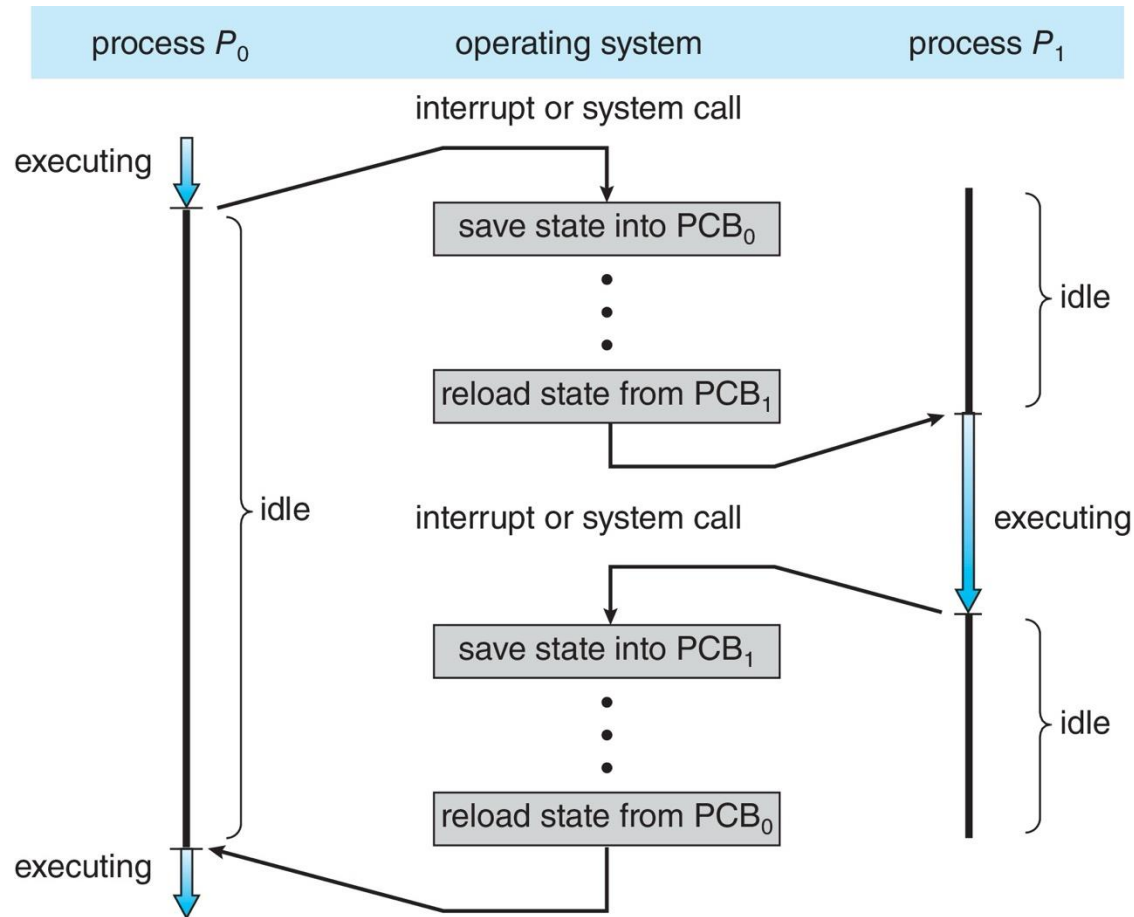 process P₀ operating system process P₁
interrupt or system call
executing
save state into PCB₀
idle
reload state from PCB₁
idle
interrupt or system call
executing
save state into PCB₁
idle
reload state from PCB₀
executing